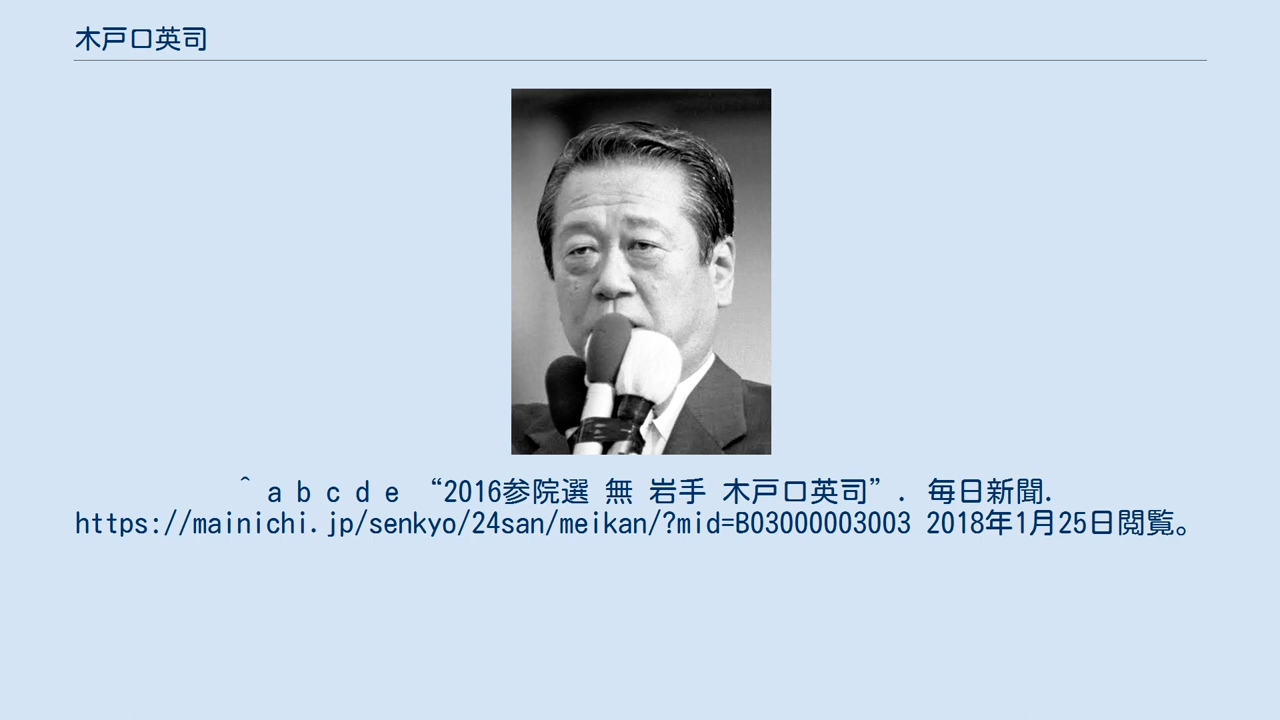 木戸口英司
^ a b c d e “2016参院選 無 岩手 木戸口英司”. 毎日新聞.
https://mainichi.jp/senkyo/24san/meikan/?mid=B03000003003 2018年1月25日閲覧。